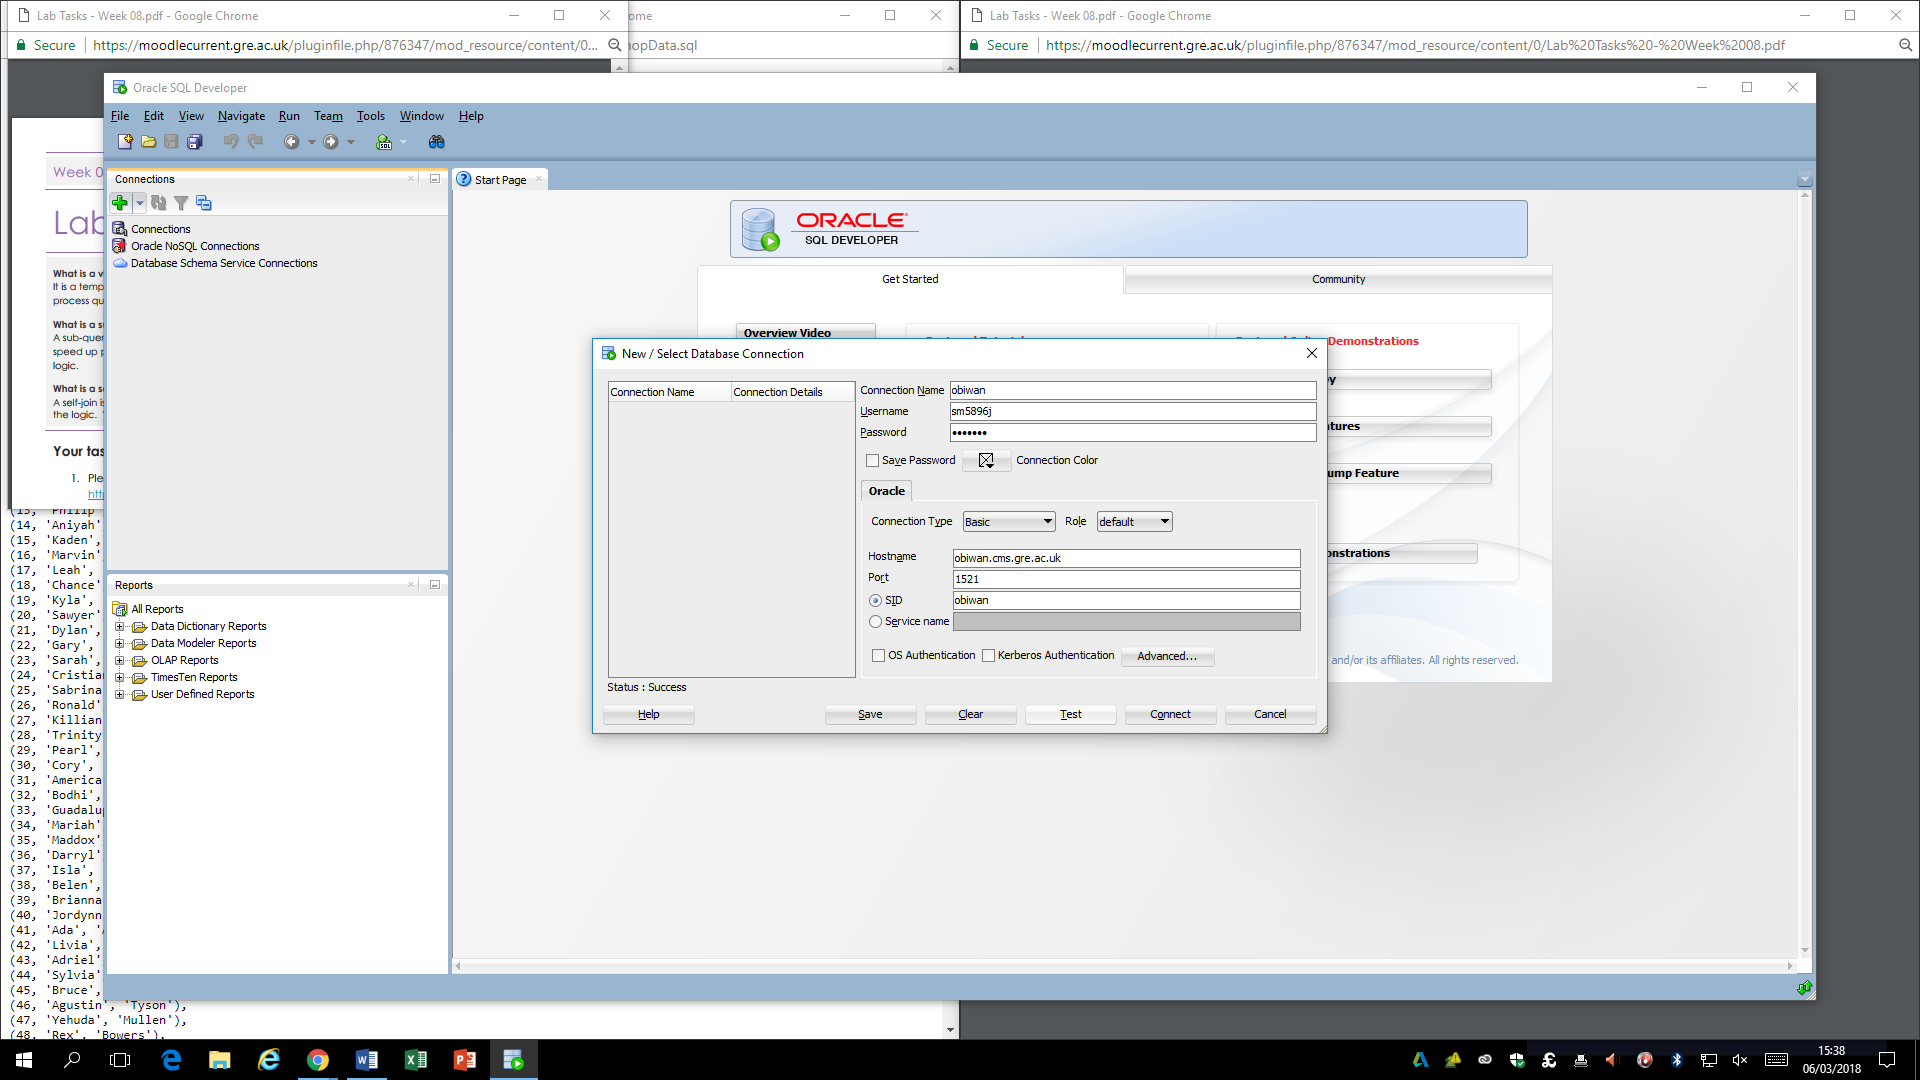 Lab Tasks - Week 08.pdf - Google Chrome
ome
Lab Tasks - Week 08.pdf - Google Chrome
Secure
https://moodlecurrent.gre.ac.uk/pluginfile.php/876347/mod_resource/content/0...
opData.sql
Secure
https://moodlecurrent.gre.ac.uk/pluginfile.php/876347/mod_resource/content/0/Lab%20Tasks%20-%20Week%2008.pdf
Oracle SQL Developer
File Edit View Navigate Run Team Tools Window Help
Week 0
Lab
What is a v
It is a temp
process qu
What is a su
A sub-quer
speed up p
logic.
What is a se
A self-join is
the logic.
Your tas
1. Ple
htt
Connections
Connections
Oracle NoSQL Connections
Database Schema Service Connections
Start Page
ORACLE
SQL DEVELOPER
Get Started
Community
Overview Video
Demonstrations
y
tures
ump Feature
onstrations
and/or its affiliates. All rights reserved.
New / Select Database Connection
Connection Name
Connection Details
Connection Name obiwan
Username sm5896j
Password •••••••
Save Password
Connection Color
Oracle
Connection Type Basic Role default
Hostname obiwan.cms.gre.ac.uk
Port 1521
SID obiwan
Service name
OS Authentication Kerberos Authentication Advanced...
Status : Success
Help Save Clear Test Connect Cancel
Reports
All Reports
Data Dictionary Reports
Data Modeler Reports
OLAP Reports
TimesTen Reports
User Defined Reports
(13, 'Philip'
(14, 'Aniyah'
(15, 'Kaden',
(16, 'Marvin'
(17, 'Leah',
(18, 'Chance'
(19, 'Kyla',
(20, 'Sawyer'
(21, 'Dylan',
(22, 'Gary',
(23, 'Sarah',
(24, 'Cristia
(25, 'Sabrina
(26, 'Ronald'
(27, 'Killian
(28, 'Trinity
(29, 'Pearl',
(30, 'Cory',
(31, 'America
(32, 'Bodhi',
(33, 'Guadalu
(34, 'Mariah'
(35, 'Maddox'
(36, 'Darryl'
(37, 'Isla',
(38, 'Belen',
(39, 'Brianna
(40, 'Jordynn
(41, 'Ada', '
(42, 'Livia',
(43, 'Adriel'
(44, 'Sylvia'
(45, 'Bruce',
(46, 'Agustin', 'Tyson'),
(47, 'Yehuda', 'Mullen'),
(48, 'Rex', 'Bowers'),
15:38
06/03/2018